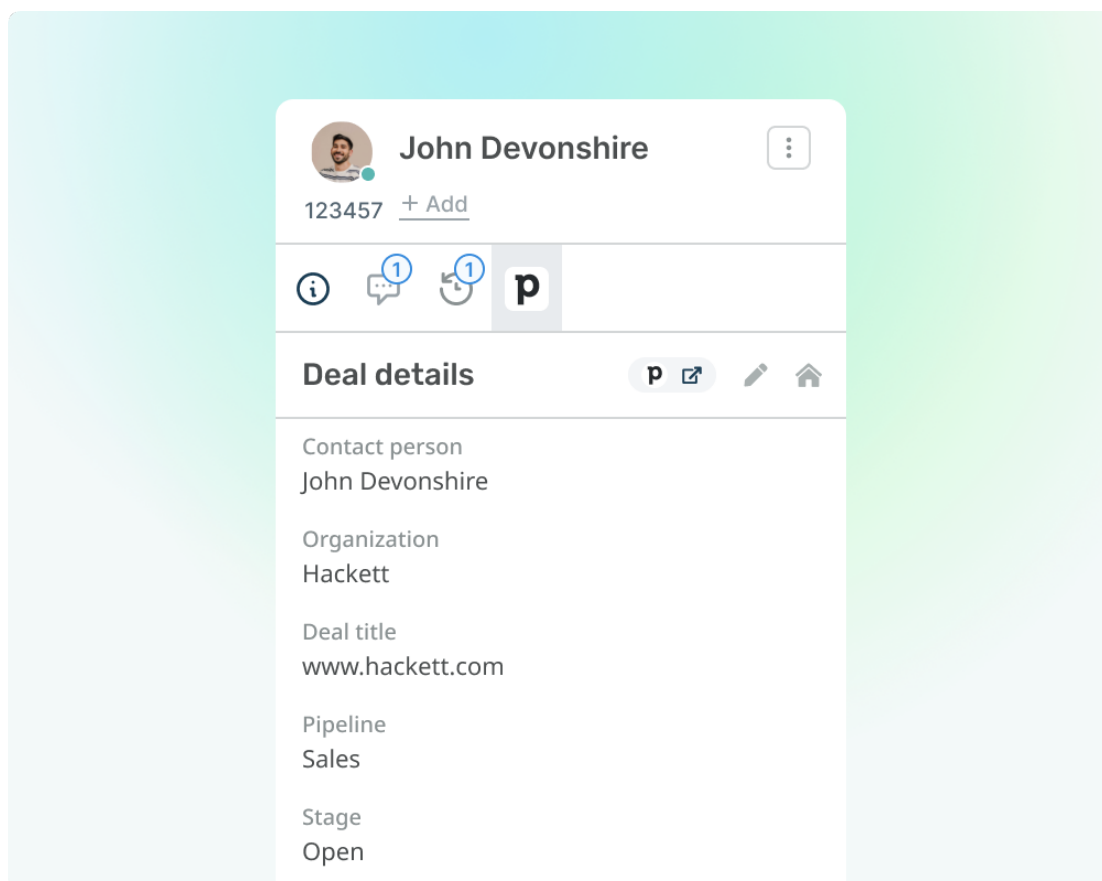 John Devonshire
123457 + Add
1 1 p
Deal details p
Contact person
John Devonshire
Organization
Hackett
Deal title
www.hackett.com
Pipeline
Sales
Stage
Open